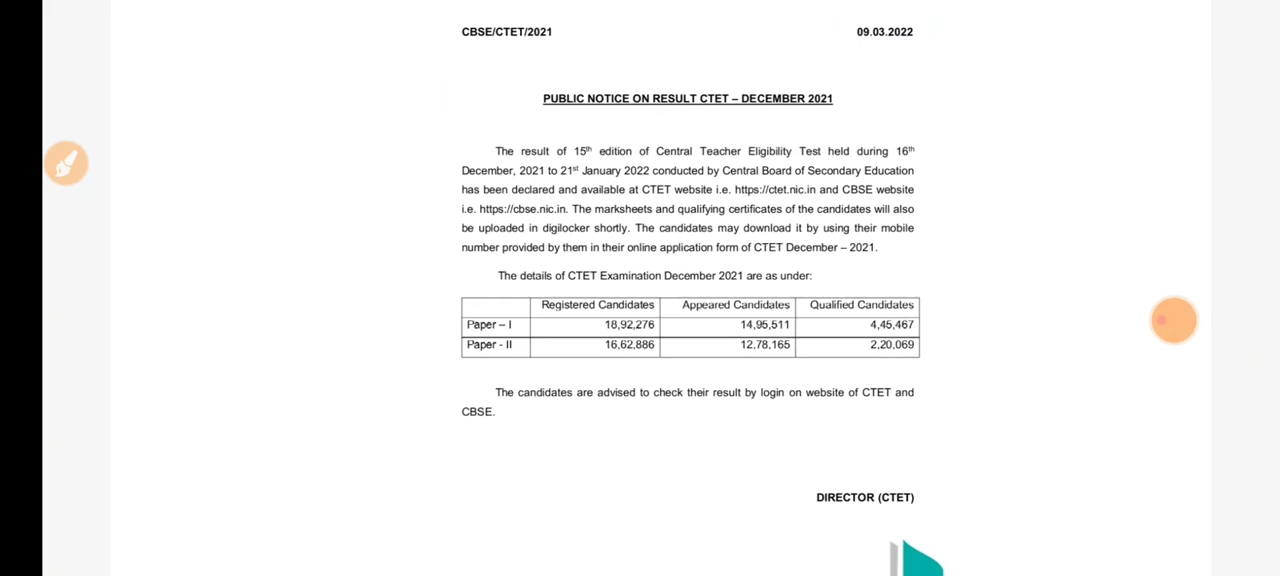 CBSE/CTET/2021 09.03.2022
PUBLIC NOTICE ON RESULT CTET – DECEMBER 2021
The result of 15th edition of Central Teacher Eligibility Test held during 16th
December, 2021 to 21st January 2022 conducted by Central Board of Secondary Education
has been declared and available at CTET website i.e. https://ctet.nic.in and CBSE website
i.e. https://cbse.nic.in. The marksheets and qualifying certificates of the candidates will also
be uploaded in digilocker shortly. The candidates may download it by using their mobile
number provided by them in their online application form of CTET December – 2021.
The details of CTET Examination December 2021 are as under:
Registered Candidates Appeared Candidates Qualified Candidates
Paper – I 18,92,276 14,95,511 4,45,467
Paper - II 16,62,886 12,78,165 2,20,069
The candidates are advised to check their result by login on website of CTET and
CBSE.
DIRECTOR (CTET)